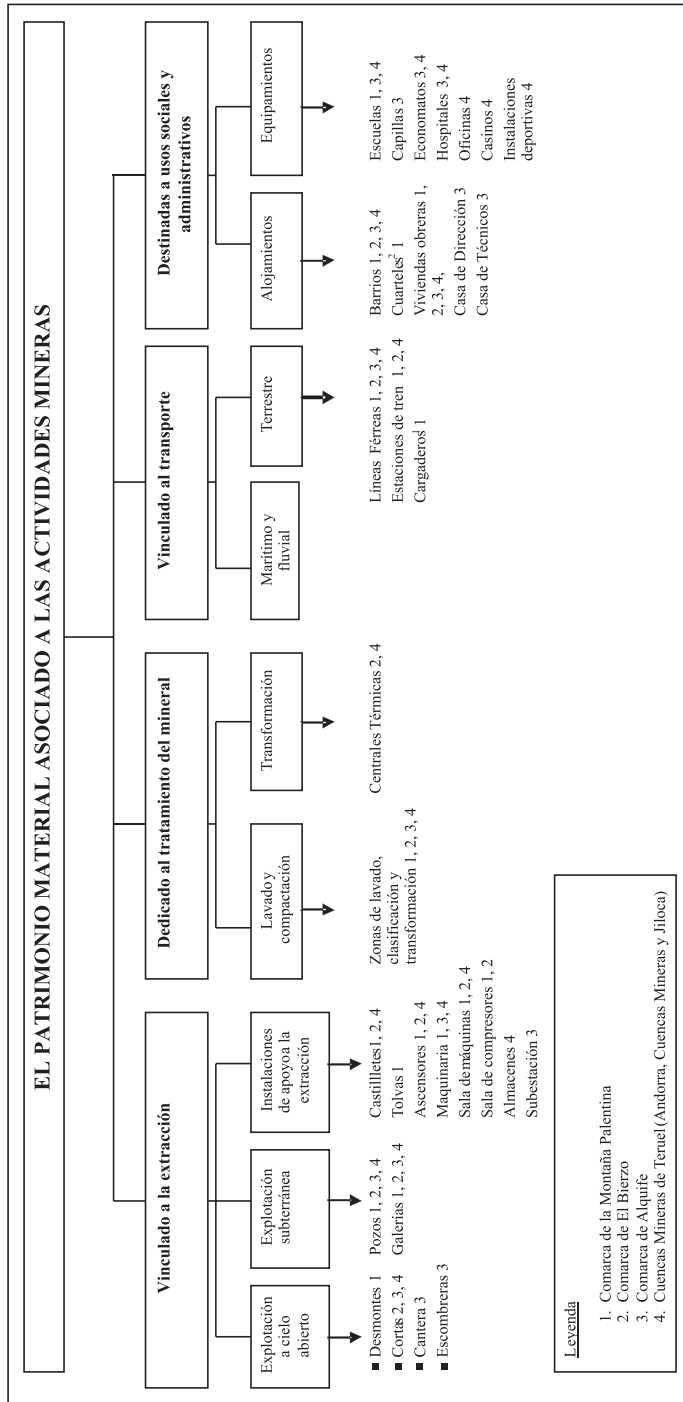 EL PATRIMONIO MATERIAL ASOCIADO A LAS ACTIVIDADES MINERAS
Vinculado a la extracción
Explotación
a cielo
abierto
■ Desmontes 1
■ Cortas 2, 3, 4
■ Cantera 3
■ Escombreras 3
Explotación
subterránea
Pozos 1, 2, 3, 4
Galerías 1, 2, 3, 4
Instalaciones
de apoyoa la
extracción
Castillletes1, 2, 4
Tolvas 1
Ascensores 1, 2, 4
Maquinaria 1, 3, 4
Sala demáquinas 1, 2, 4
Sala de compresores 1, 2
Almacenes 4
Subestación 3
Dedicado al tratamiento del mineral
Lavado y
compactación
Zonas de lavado,
clasificación y
transformación 1, 2, 3, 4
Transformación
Centrales Térmicas 2, 4
Vinculado al transporte
Marítimo y
fluvial
Terrestre
Líneas Férreas 1, 2, 3, 4
Estaciones de tren 1, 2, 4
Cargaderos¹ 1
Destinadas a usos sociales y
administrativos
Alojamientos
Barrios 1, 2, 3, 4
Cuarteles² 1
Viviendas obreras 1,
2, 3, 4,
Casa de Dirección 3
Casa de Técnicos 3
Equipamientos
Escuelas 1, 3, 4
Capillas 3
Economatos 3, 4
Hospitales 3, 4
Oficinas 4
Casinos 4
Instalaciones
deportivas 4
Leyenda
1. Comarca de la Montaña Palentina
2. Comarca de El Bierzo
3. Comarca de Alquife
4. Cuencas Mineras de Teruel (Andorra, Cuencas Mineras y Jiloca)